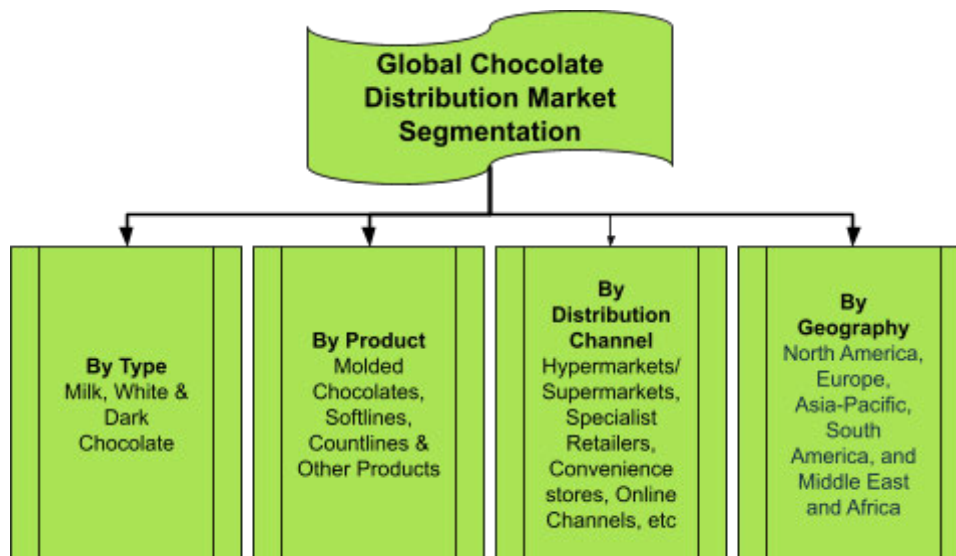 Global Chocolate
Distribution Market
Segmentation
By Type
Milk, White &
Dark
Chocolate
By Product
Molded
Chocolates,
Softlines,
Countlines &
Other Products
By
Distribution
Channel
Hypermarkets/
Supermarkets,
Specialist
Retailers,
Convenience
stores, Online
Channels, etc
By
Geography
North America,
Europe,
Asia-Pacific,
South
America, and
Middle East
and Africa